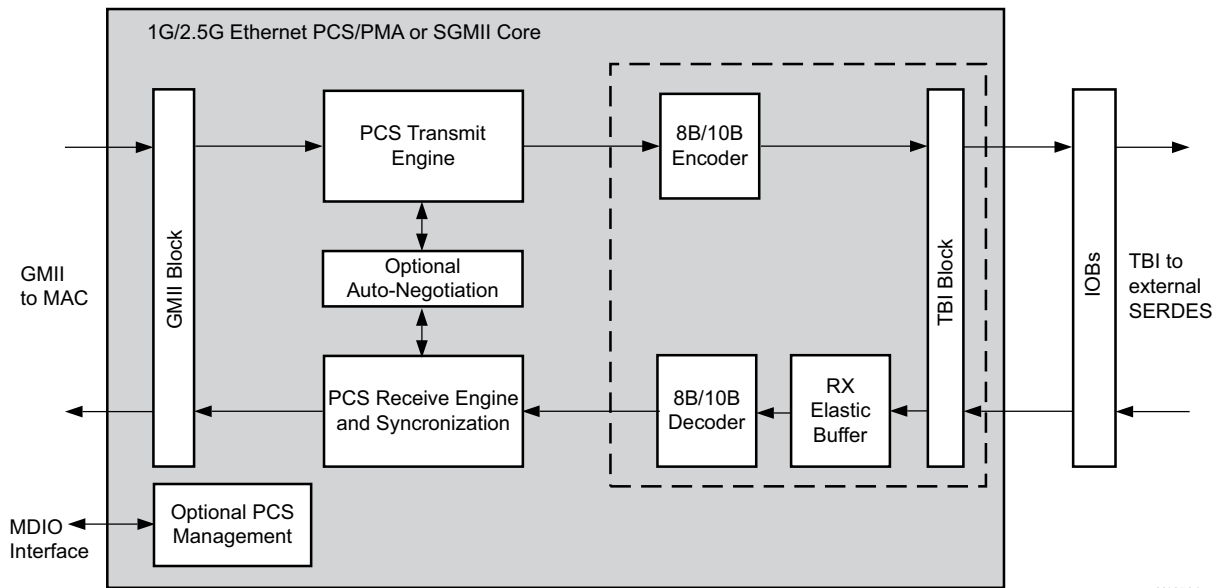 1G/2.5G Ethernet PCS/PMA or SGMII Core
GMII Block
PCS Transmit
Engine
8B/10B
Encoder
TBI Block
IOBs
GMII
to MAC
Optional
Auto-Negotiation
TBI to
external
SERDES
PCS Receive Engine
and Syncronization
8B/10B
Decoder
RX
Elastic
Buffer
MDIO
Interface
Optional PCS
Management